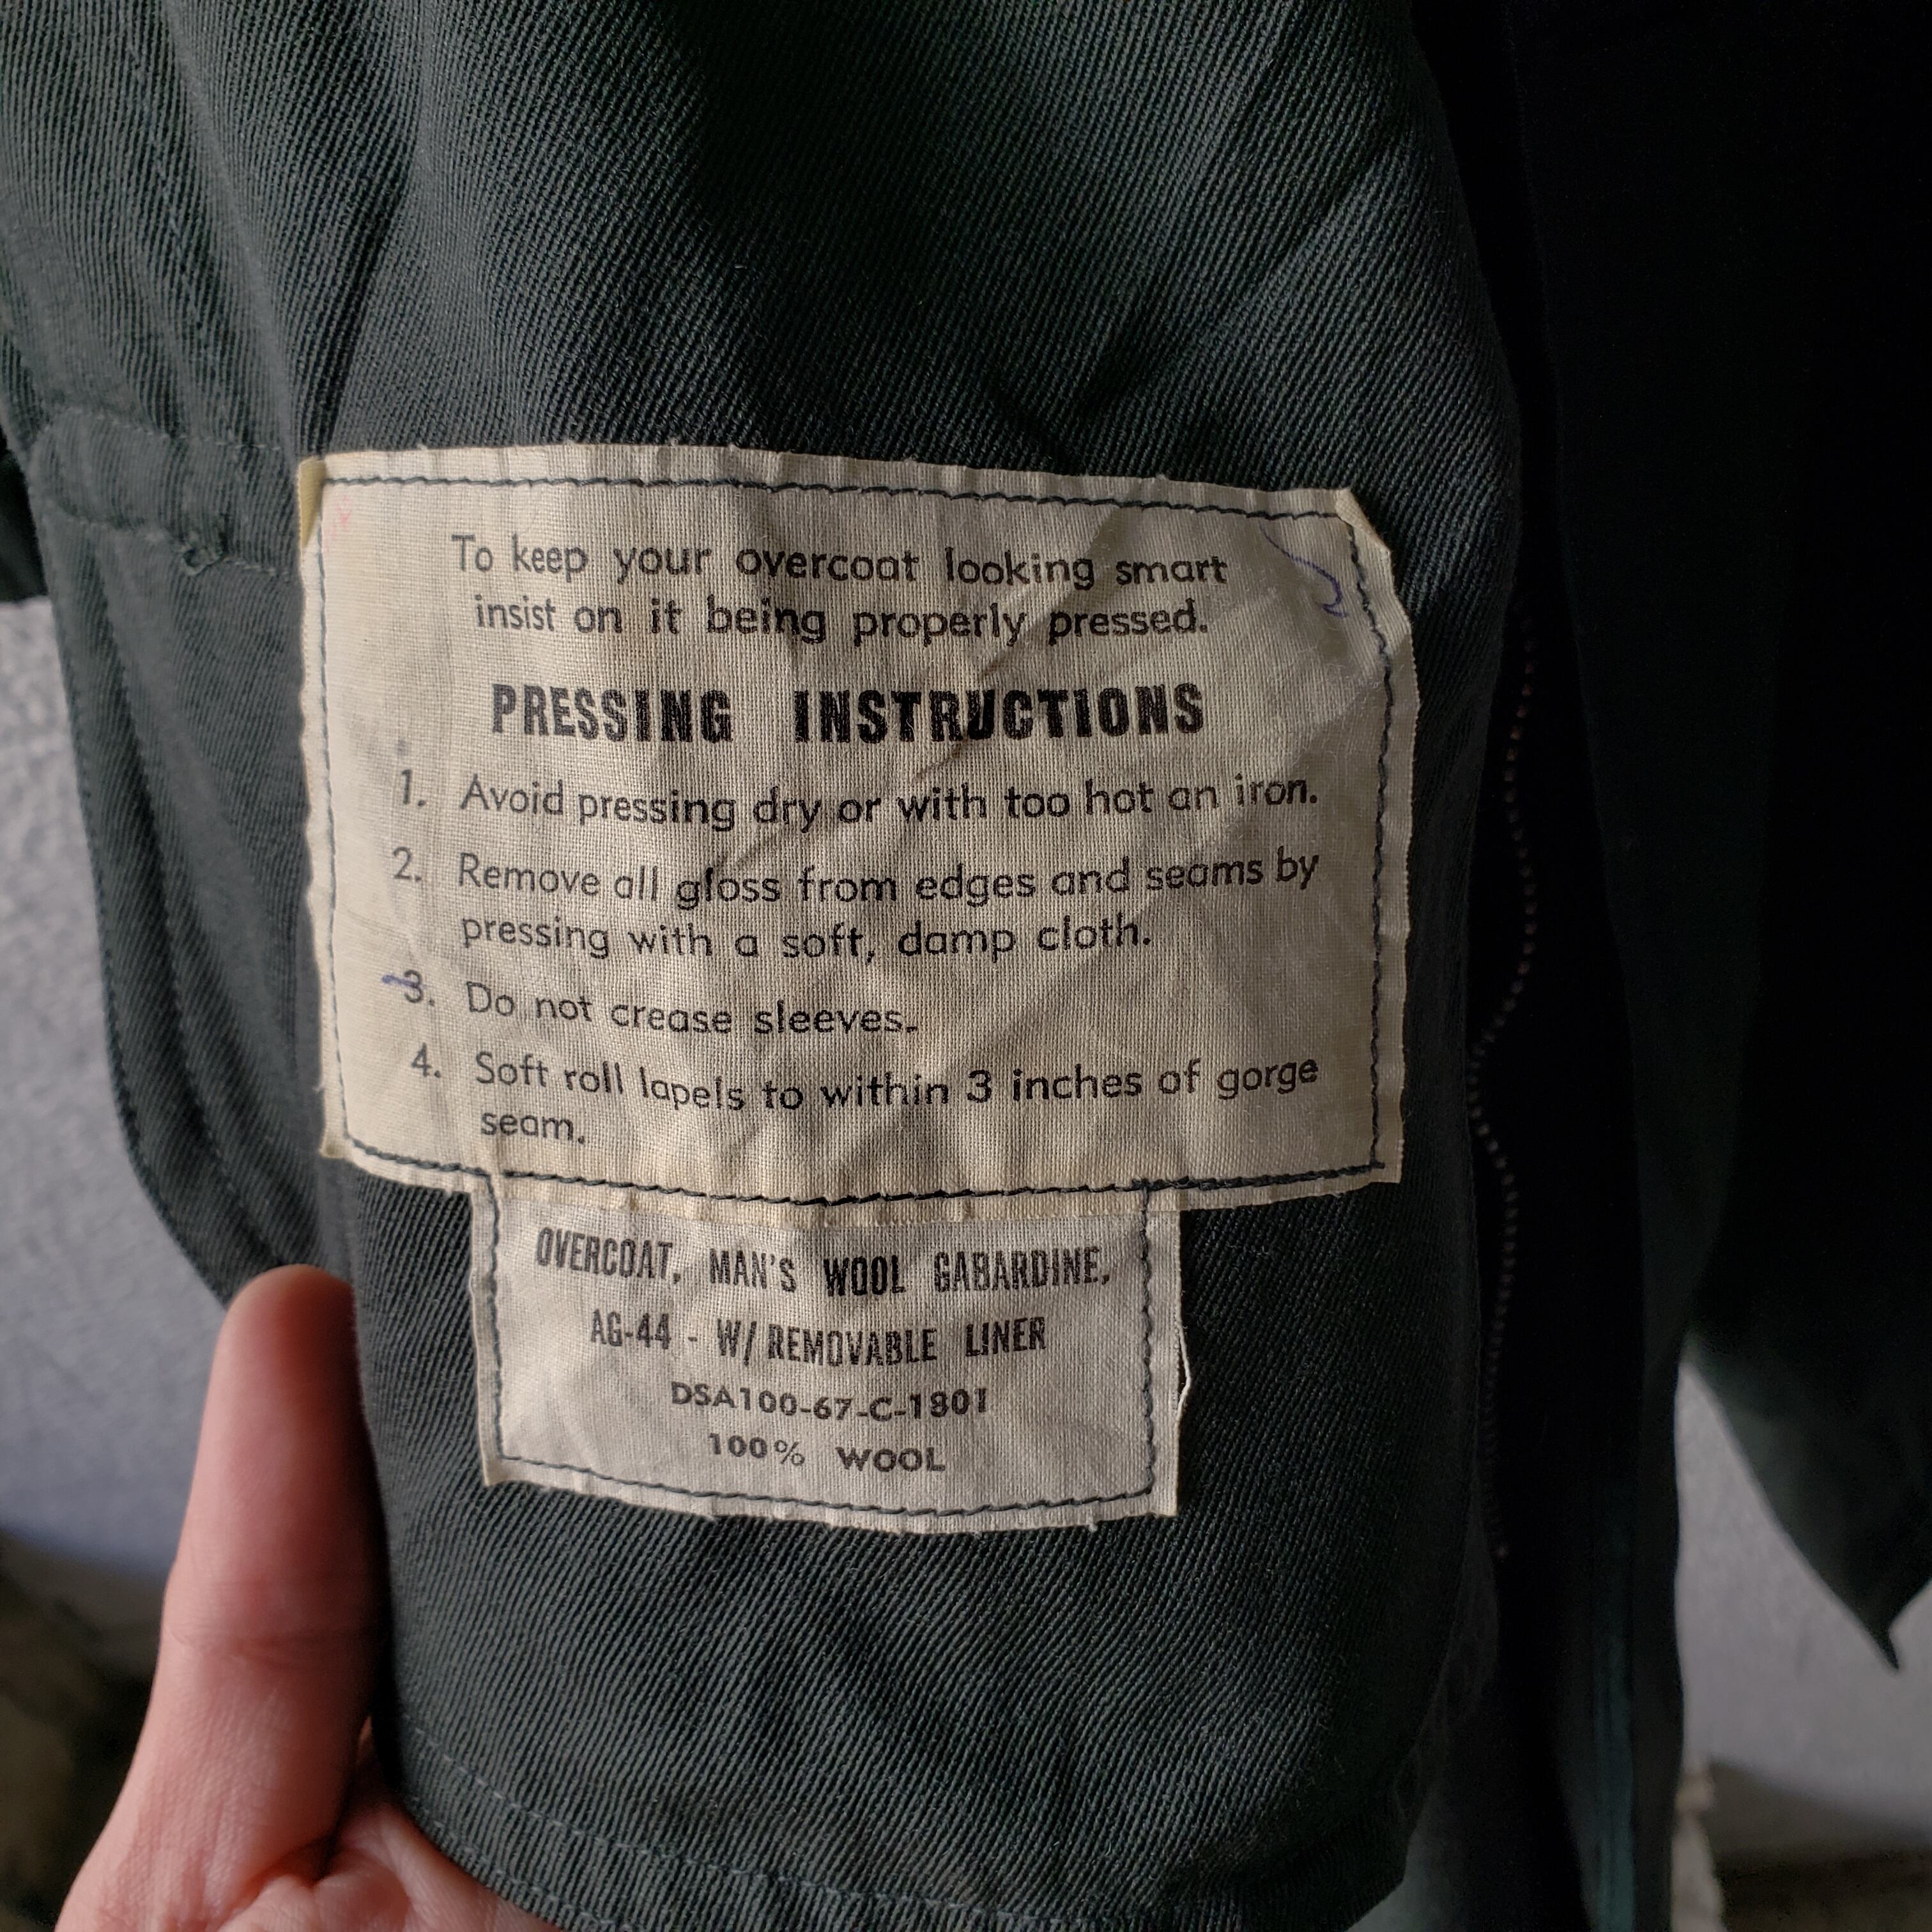 To keep your overcoat looking smart
insist on it being properly pressed.
PRESSING INSTRUCTIONS
1. Avoid pressing dry or with too hot an iron.
2. Remove all gloss from edges and seams by
pressing with a soft, damp cloth.
3. Do not crease sleeves.
4. Soft roll lapels to within 3 inches of gorge
seam.
OVERCOAT, MAN'S WOOL GABARDINE,
AG-44 - W/REMOVABLE LINER
DSA100-67-C-1801
100% WOOL